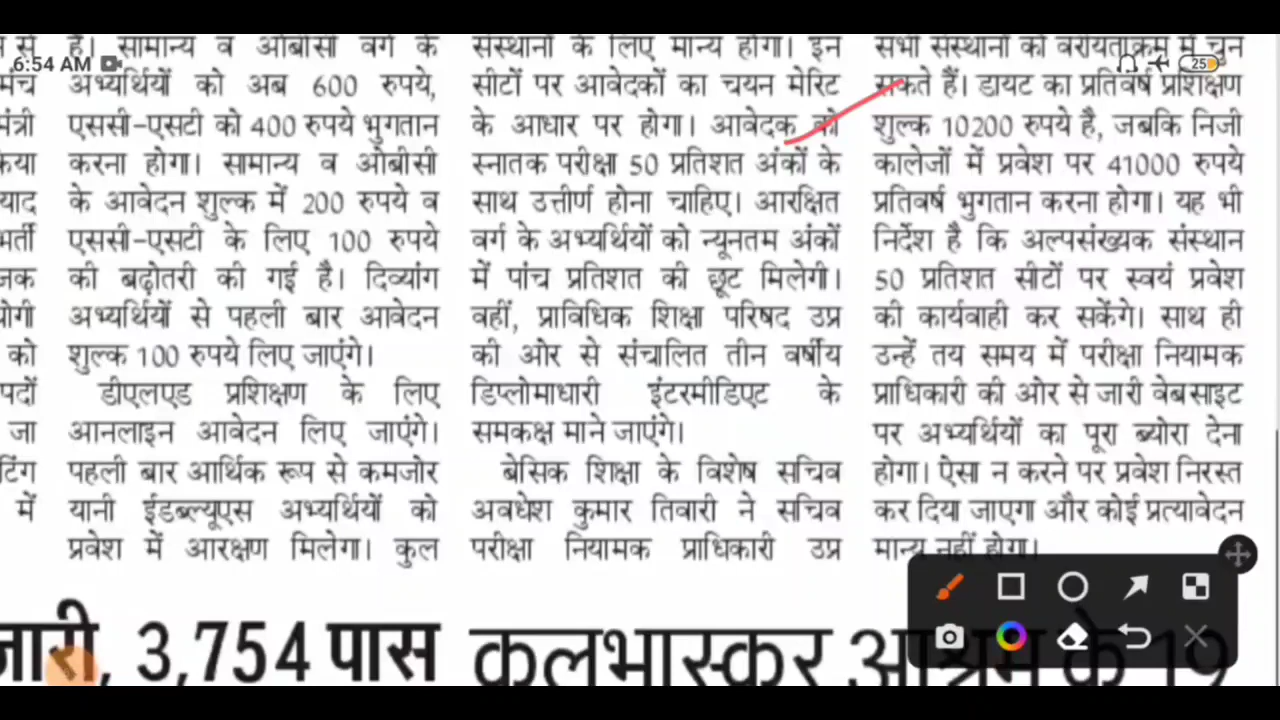 6:54 AM
25
से
मंच
मंत्री
केया
याद
भर्ती
जक
योगी
को
पदों
जा
टिंग
में
है। सामान्य व ओबीसी वर्ग के
अभ्यर्थियों को अब 600 रुपये,
एससी-एसटी को 400 रुपये भुगतान
करना होगा। सामान्य व ओबीसी
के आवेदन शुल्क में 200 रुपये व
एससी-एसटी के लिए 100 रुपये
की बढ़ोतरी की गई है। दिव्यांग
अभ्यर्थियों से पहली बार आवेदन
शुल्क 100 रुपये लिए जाएंगे।
डीएलएड प्रशिक्षण के लिए
आनलाइन आवेदन लिए जाएंगे।
पहली बार आर्थिक रूप से कमजोर
यानी ईडब्ल्यूएस अभ्यर्थियों को
प्रवेश में आरक्षण मिलेगा। कुल
संस्थानों के लिए मान्य होगा। इन
सीटों पर आवेदकों का चयन मेरिट
के आधार पर होगा। आवेदक को
स्नातक परीक्षा 50 प्रतिशत अंकों के
साथ उत्तीर्ण होना चाहिए। आरक्षित
वर्ग के अभ्यर्थियों को न्यूनतम अंकों
में पांच प्रतिशत की छूट मिलेगी।
वहीं, प्राविधिक शिक्षा परिषद उप्र
की ओर से संचालित तीन वर्षीय
डिप्लोमाधारी इंटरमीडिएट के
समकक्ष माने जाएंगे।
बेसिक शिक्षा के विशेष सचिव
अवधेश कुमार तिवारी ने सचिव
परीक्षा नियामक प्राधिकारी उप्र
सभी संस्थानों को वरीयताक्रम में चुन
सकते हैं। डायट का प्रतिवर्ष प्रशिक्षण
शुल्क 10200 रुपये है, जबकि निजी
कालेजों में प्रवेश पर 41000 रुपये
प्रतिवर्ष भुगतान करना होगा। यह भी
निर्देश है कि अल्पसंख्यक संस्थान
50 प्रतिशत सीटों पर स्वयं प्रवेश
की कार्यवाही कर सकेंगे। साथ ही
उन्हें तय समय में परीक्षा नियामक
प्राधिकारी की ओर से जारी वेबसाइट
पर अभ्यर्थियों का पूरा ब्योरा देना
होगा। ऐसा न करने पर प्रवेश निरस्त
कर दिया जाएगा और कोई प्रत्यावेदन
मान्य नहीं होगा।
जारी, 3,754 पास
कलभास्कर आश्रम के 19